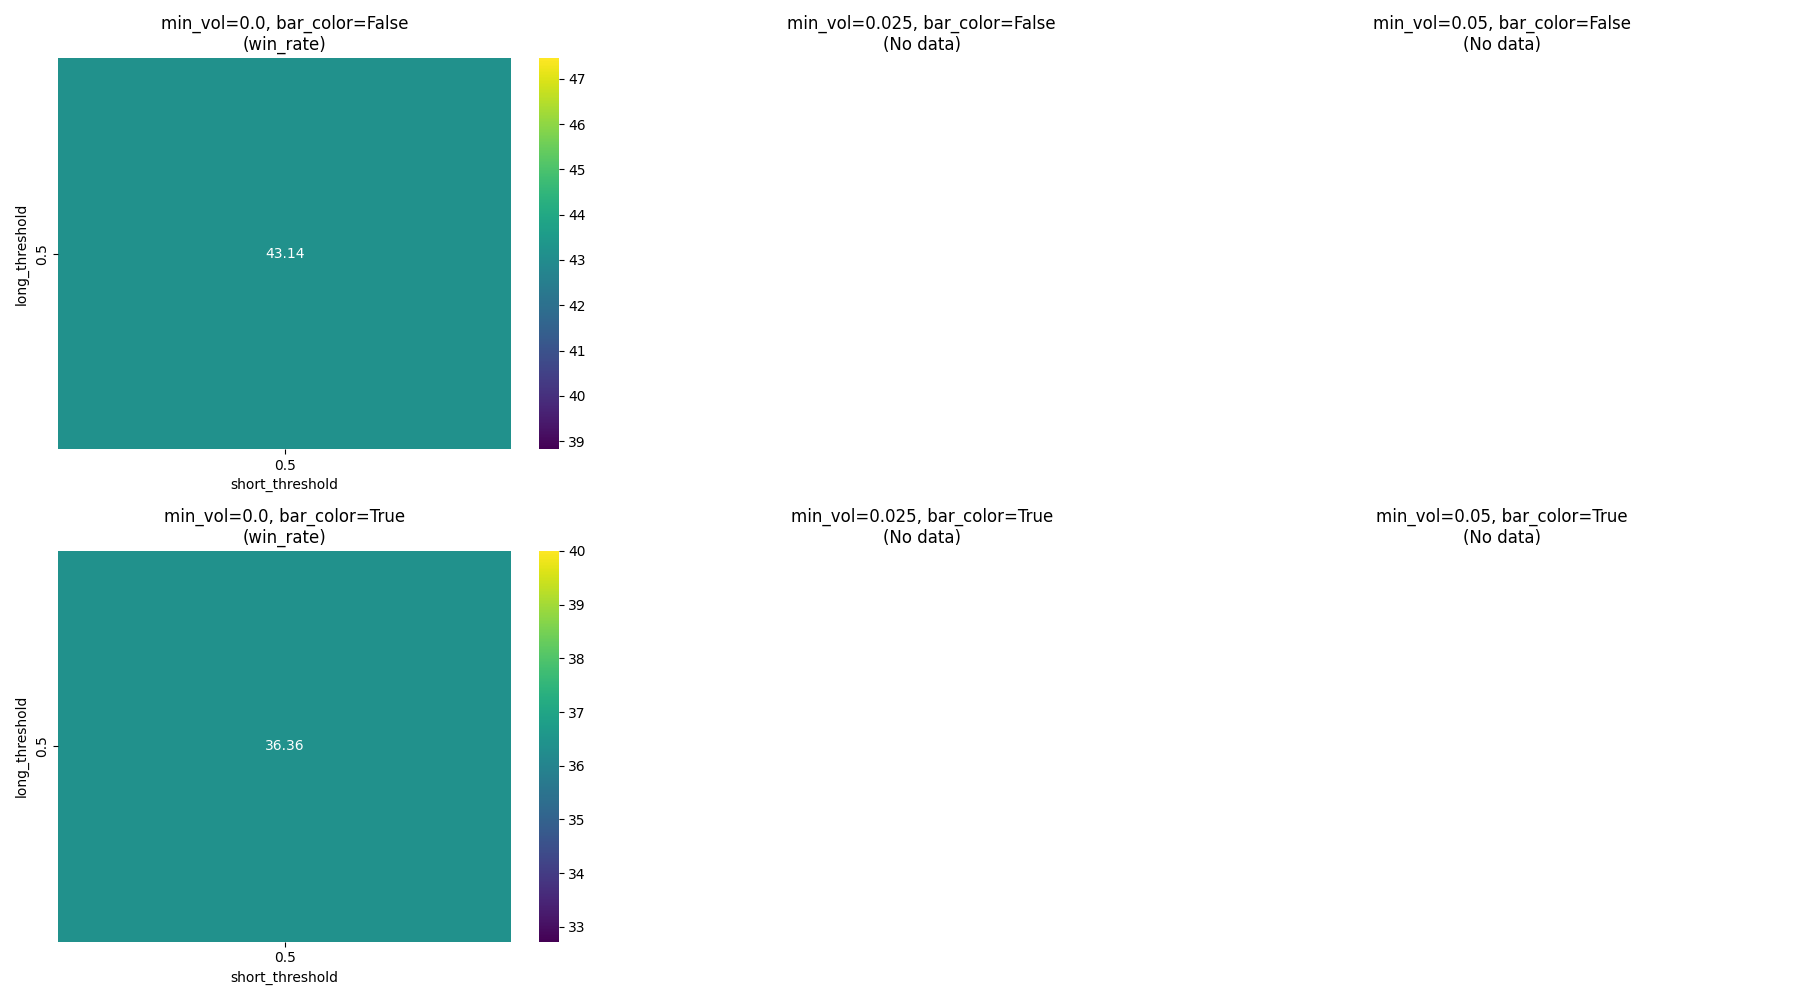 min_vol=0.0, bar_color=False
(win_rate)
min_vol=0.025, bar_color=False
(No data)
min_vol=0.05, bar_color=False
(No data)
long_threshold
0.5
43.14
47
46
45
44
43
42
41
40
39
0.5
short_threshold
min_vol=0.0, bar_color=True
(win_rate)
min_vol=0.025, bar_color=True
(No data)
min_vol=0.05, bar_color=True
(No data)
long_threshold
0.5
36.36
40
39
38
37
36
35
34
33
0.5
short_threshold